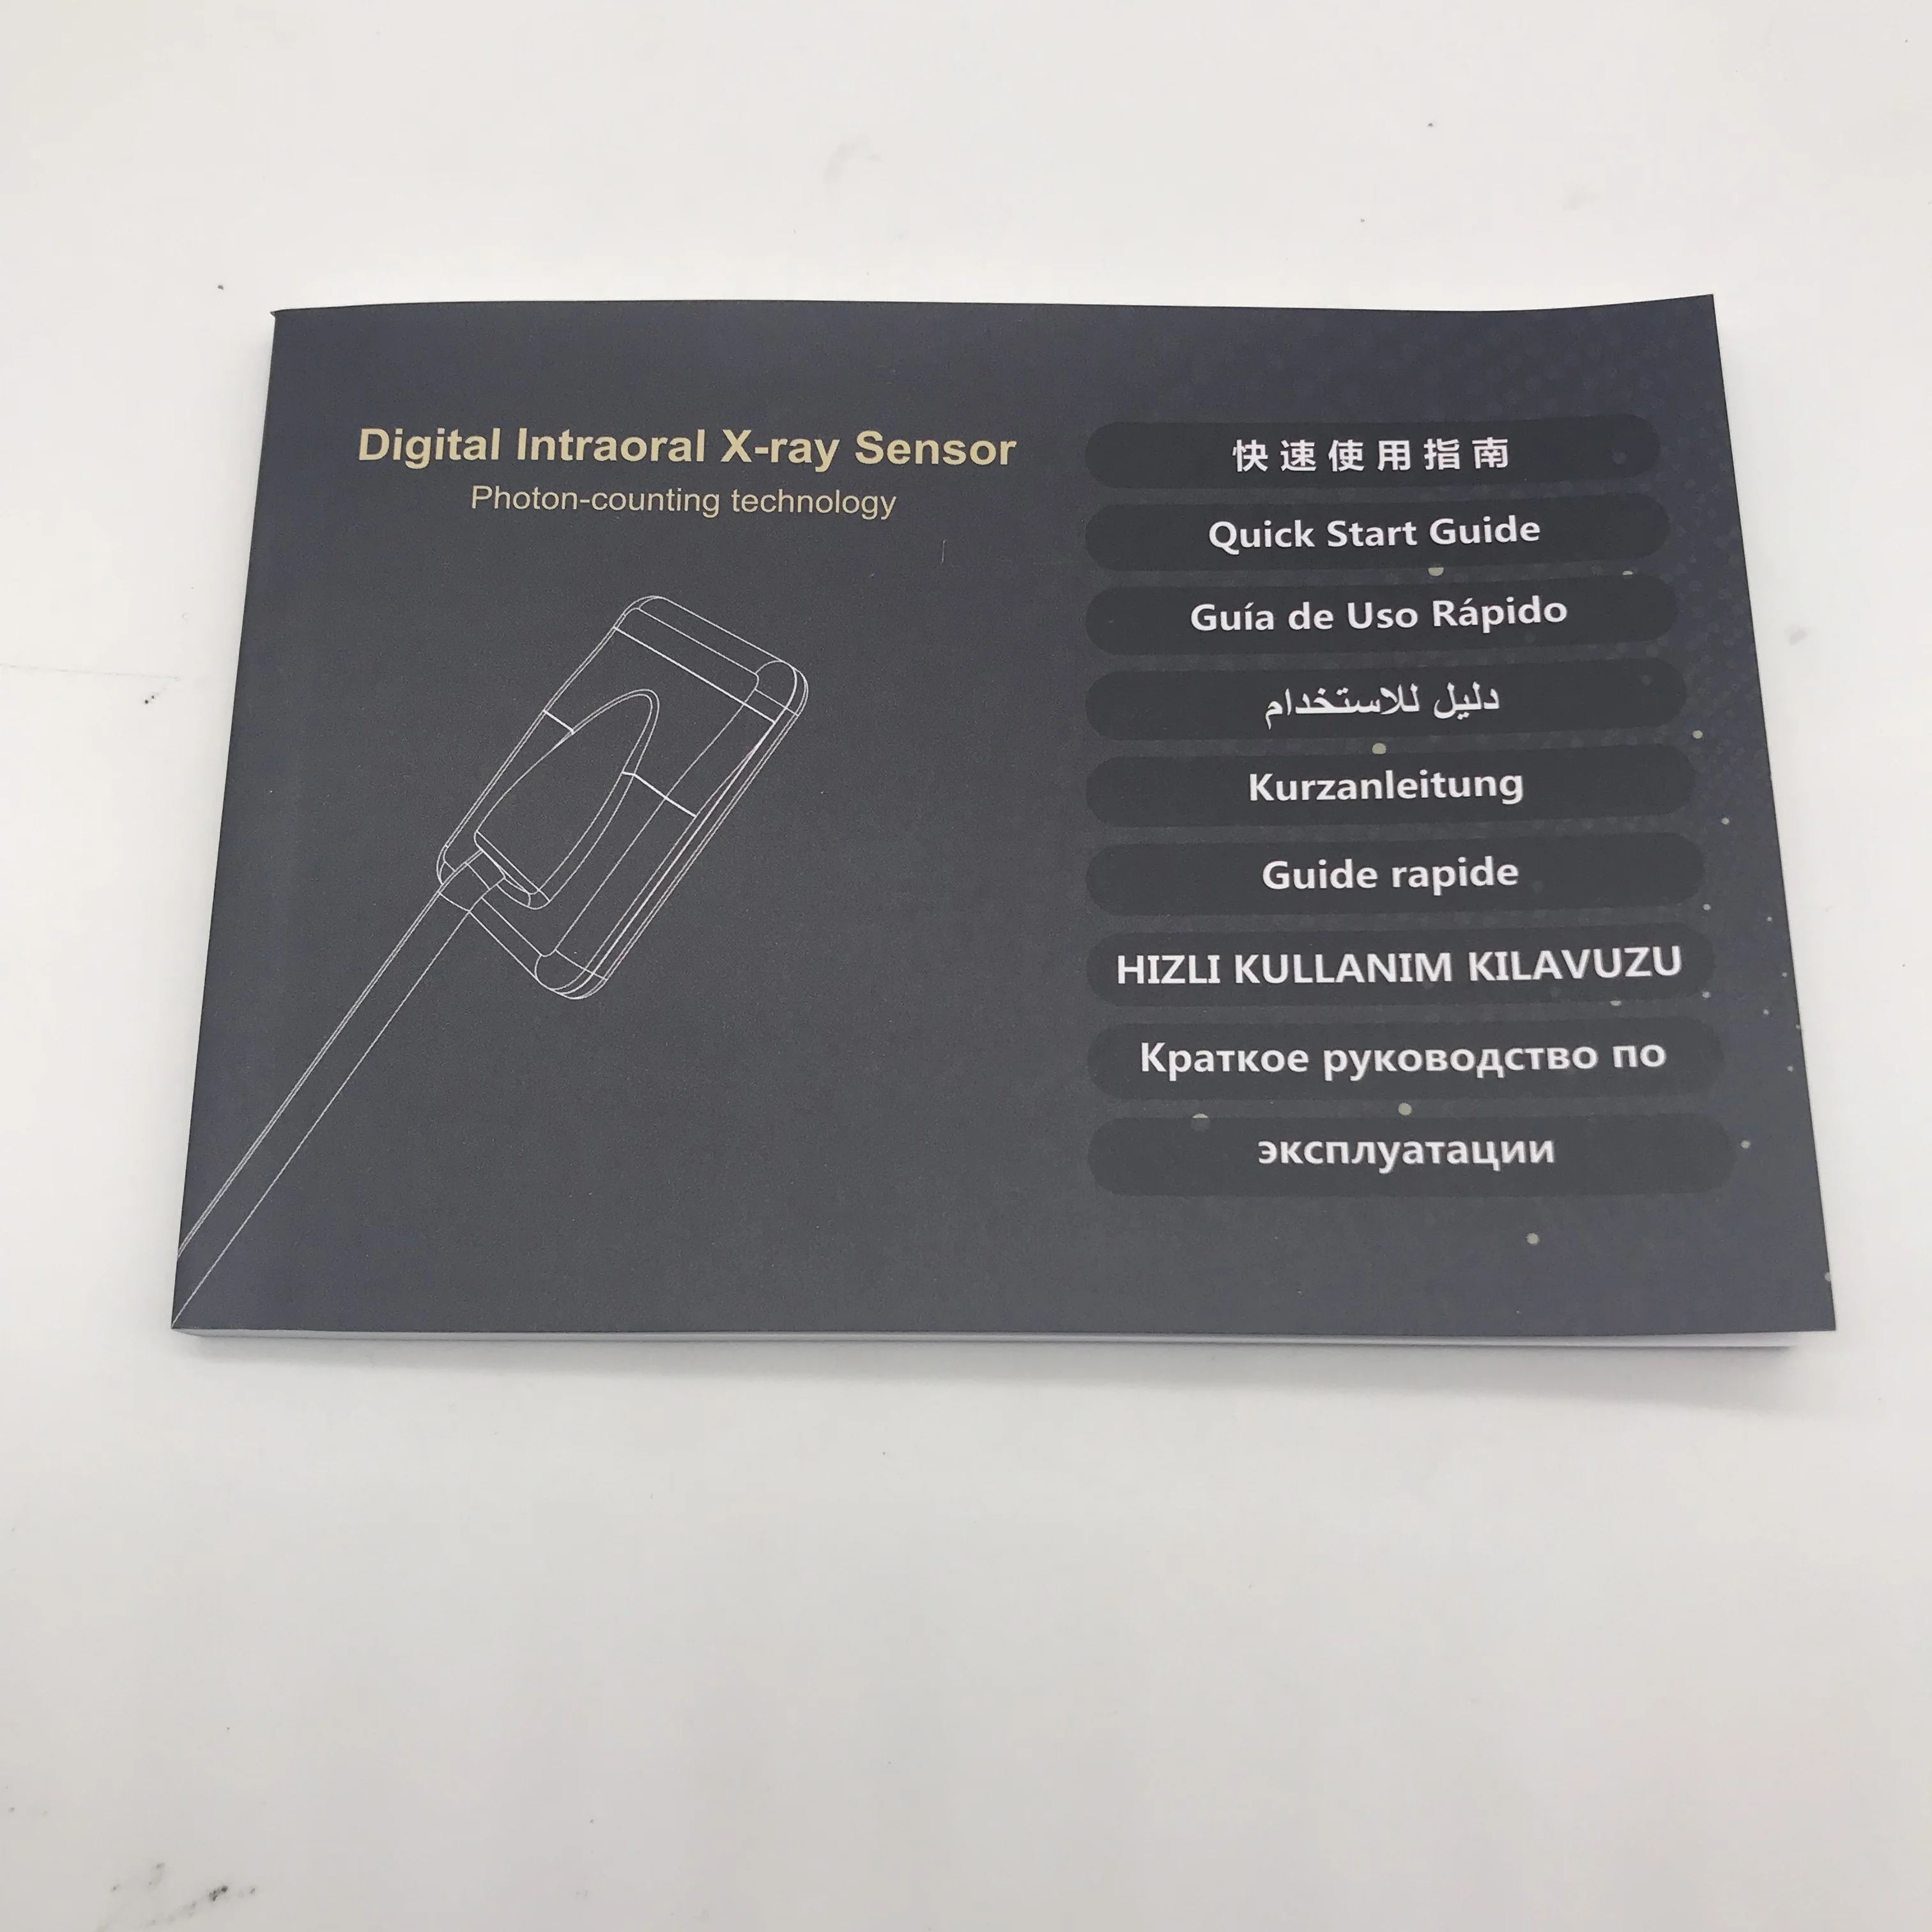 Digital Intraoral X-ray Sensor
Photon-counting technology
快速使用指南
Quick Start Guide
Guía de Uso Rápido
دليل للاستخدام
Kurzanleitung
Guide rapide
HIZLI KULLANIM KILAVUZU
Краткое руководство по
эксплуатации